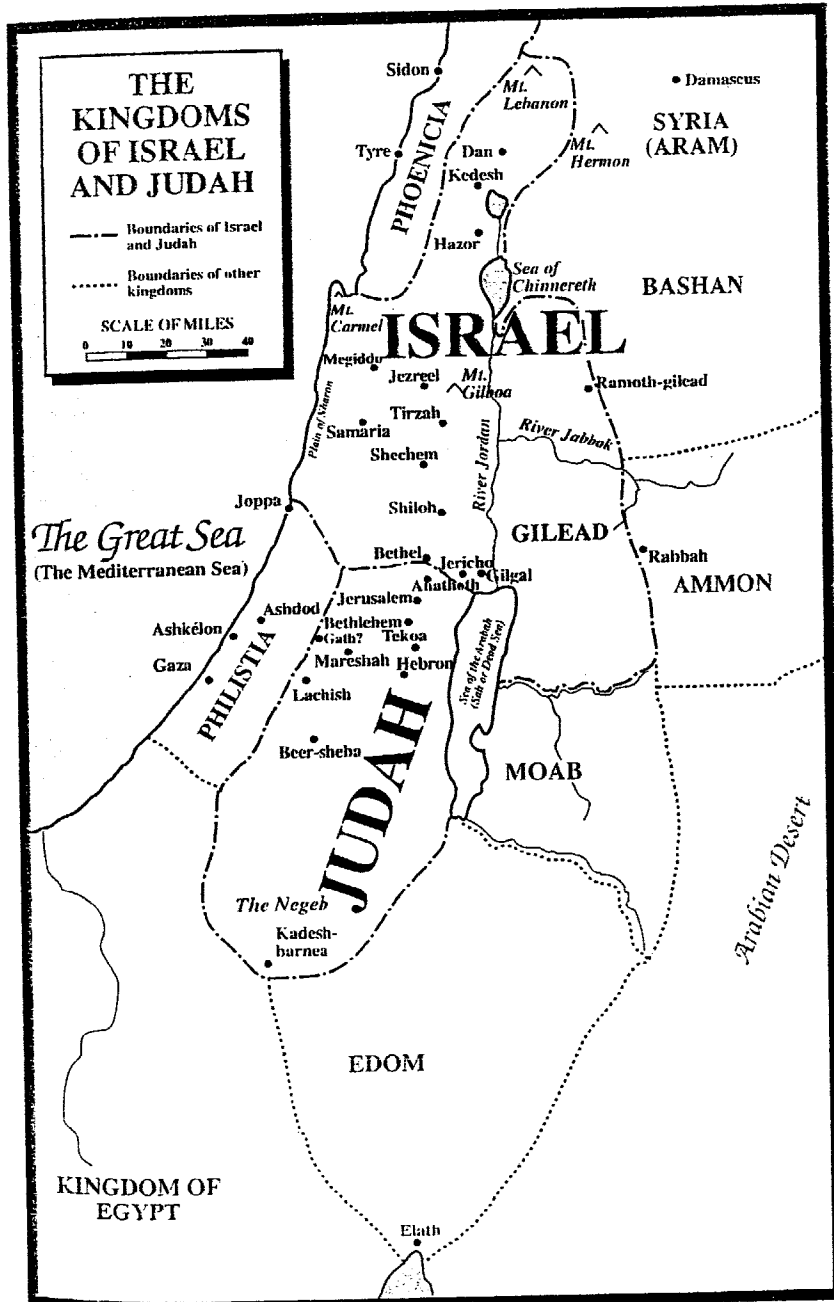 THE
KINGDOMS
OF ISRAEL
AND JUDAH
Boundaries of Israel
and Judah
Boundaries of other
kingdoms
SCALE OF MILES
0 10 20 30 40
Sidon
Mt.
Lebanon
Damascus
SYRIA
(ARAM)
Tyre
PHOENICIA
Dan
Mt.
Hermon
Kedesh
Hazor
Sea of
Chinnereth
BASHAN
Mt.
Carmel
ISRAEL
Megiddo
Jezreel
Mt.
Gilboa
Ramoth-gilead
Plain of Sharon
Samaria
Tirzah
River Jordan
River Jabbok
Shechem
Joppa
Shiloh
The Great Sea
(The Mediterranean Sea)
GILEAD
Bethel
Jericho
Gilgal
Rabbah
AMMON
Anathoth
Jerusalem
Ashdod
Ashkélon
Bethlehem
Gath?
Tekoa
Mareshah
Hebron
Gaza
PHILISTIA
Lachish
Sea of the Arabah
(Salt or Dead Sea)
Beer-sheba
JUDAH
MOAB
Arabian Desert
The Negeb
Kadesh-
barnea
EDOM
KINGDOM OF
EGYPT
Elath